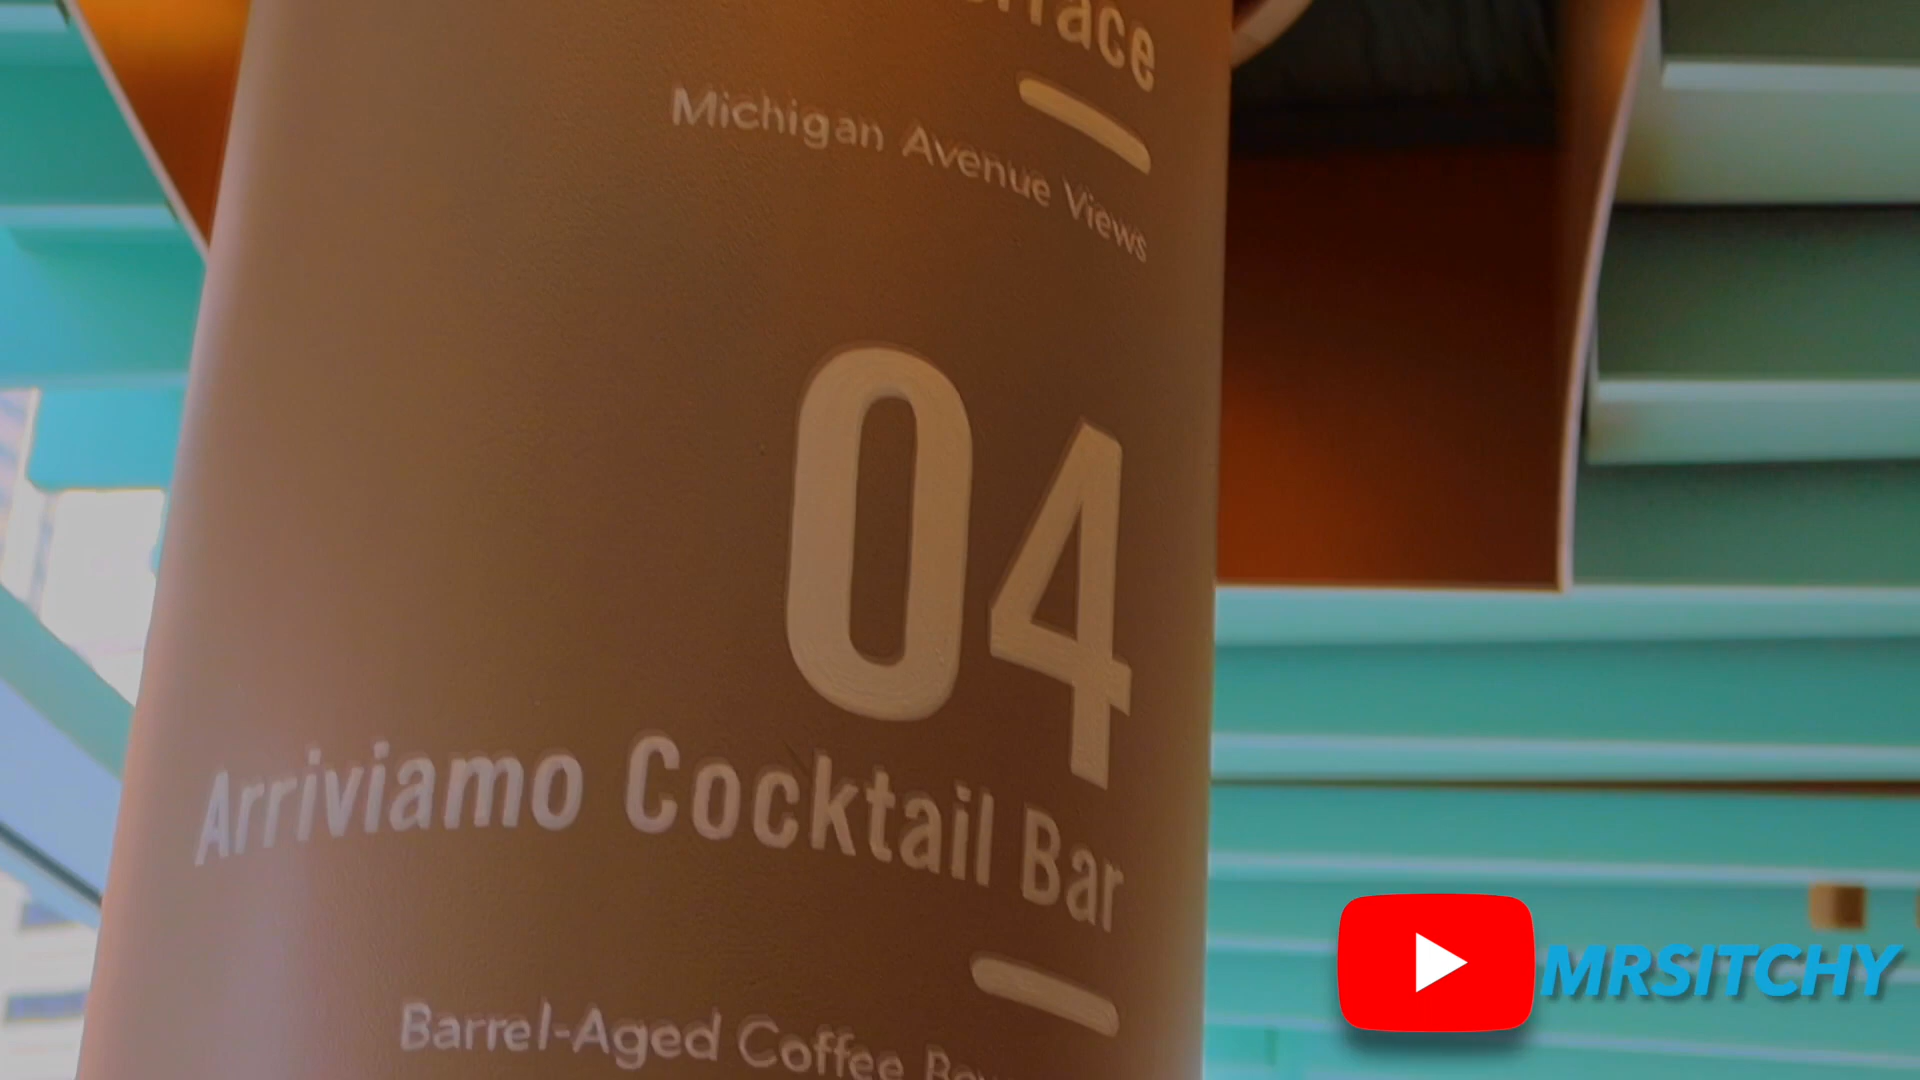 Michigan Avenue Views
04
Arriviamo Cocktail Bar
Barrel-Aged Coffee
MRSITCHY